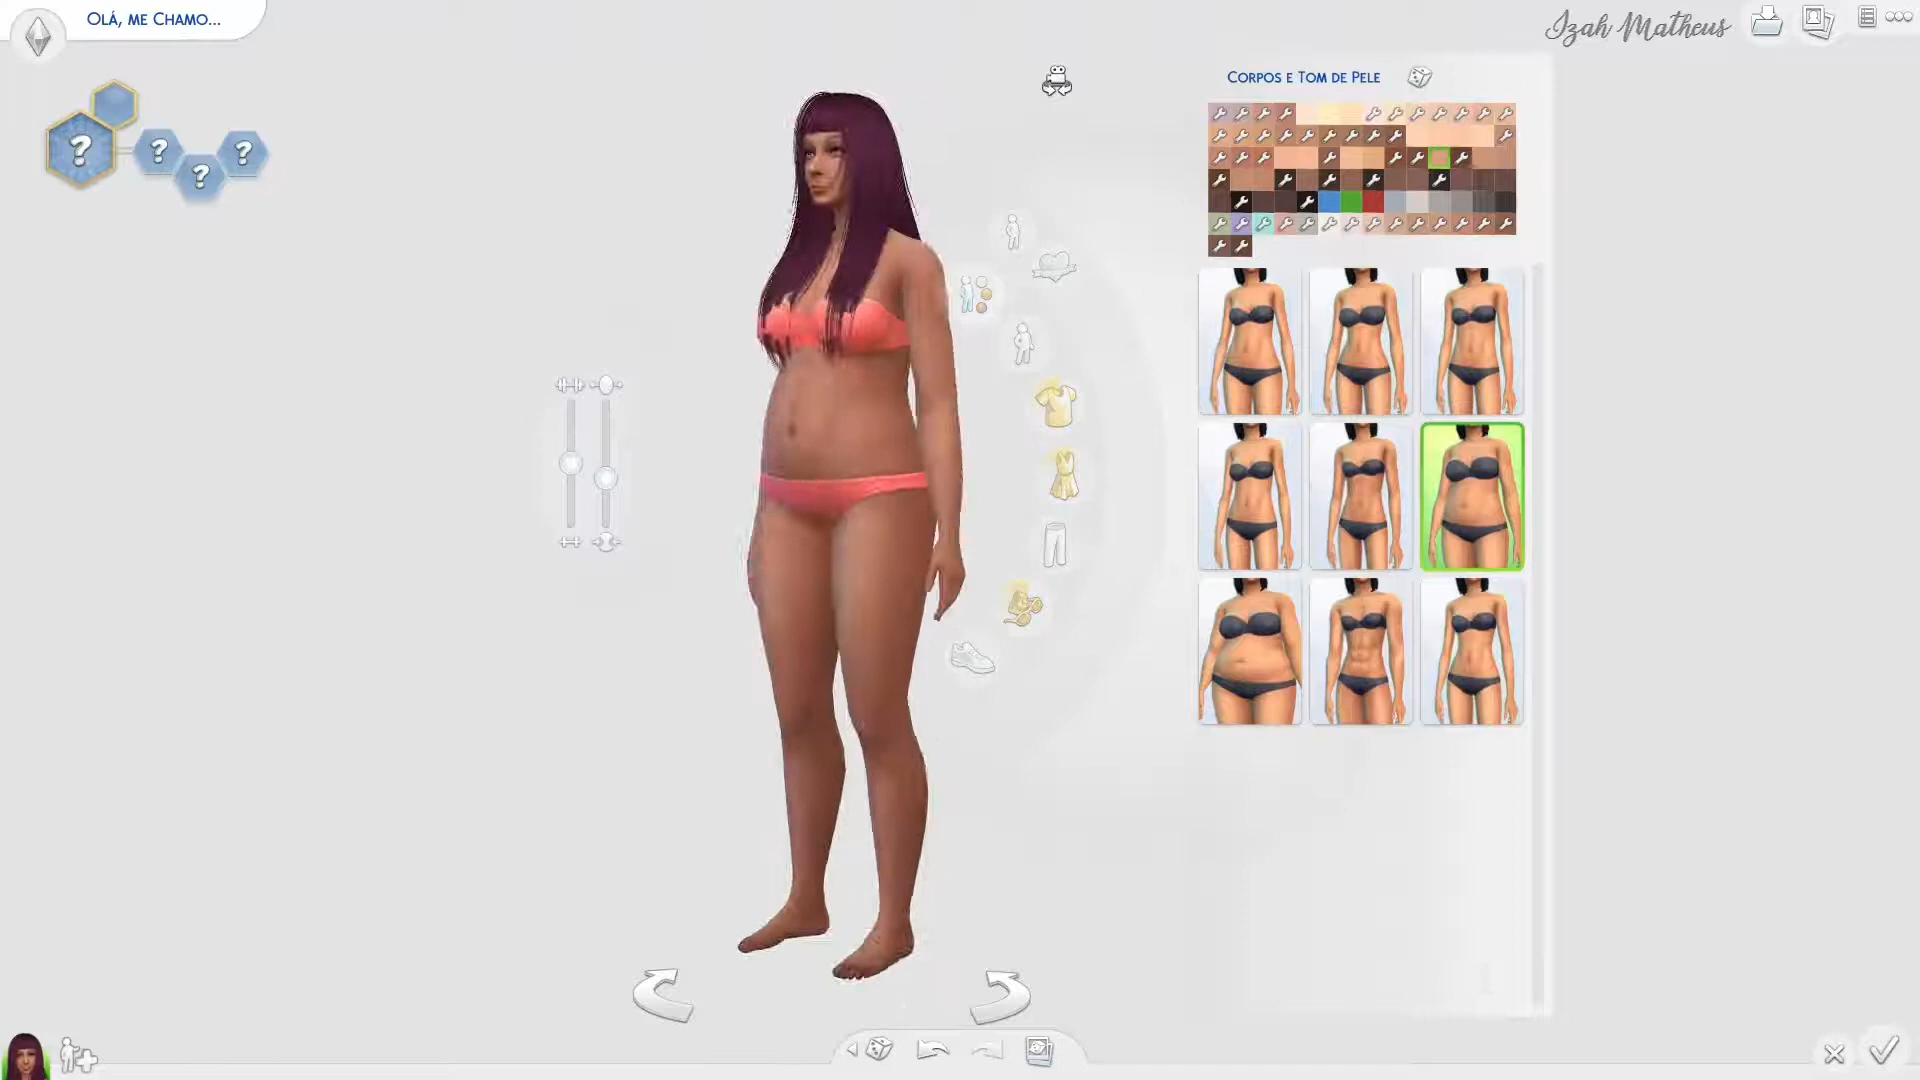 Olá, me Chamo...
Izah Matheus
Corpos e Tom de Pele
?
?
?
?